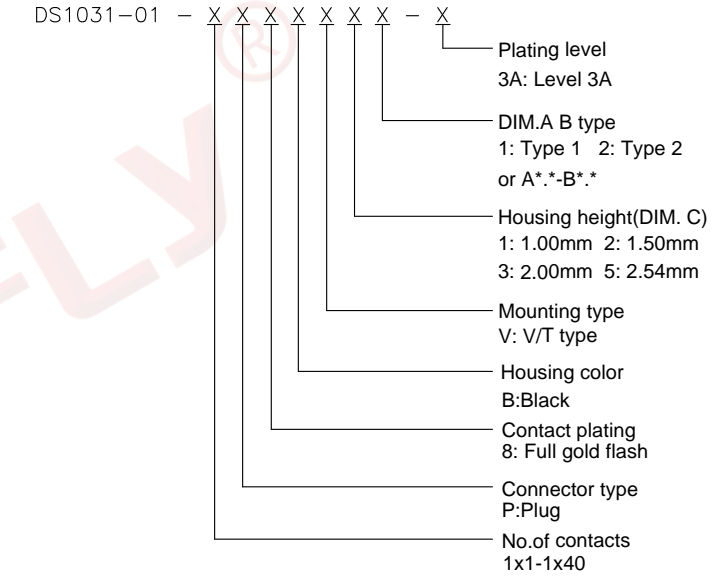 DS1031-01 - X X X X X X X - X
Plating level
3A: Level 3A
DIM.A B type
1: Type 1 2: Type 2
or A*.*-B*.*
Housing height(DIM. C)
1: 1.00mm 2: 1.50mm
3: 2.00mm 5: 2.54mm
Mounting type
V: V/T type
Housing color
B:Black
Contact plating
8: Full gold flash
Connector type
P:Plug
No.of contacts
1x1-1x40
FLY®